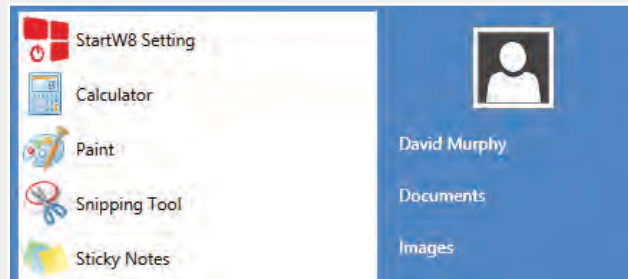 StartW8 Setting
Calculator
Paint
Snipping Tool
Sticky Notes
David Murphy
Documents
Images